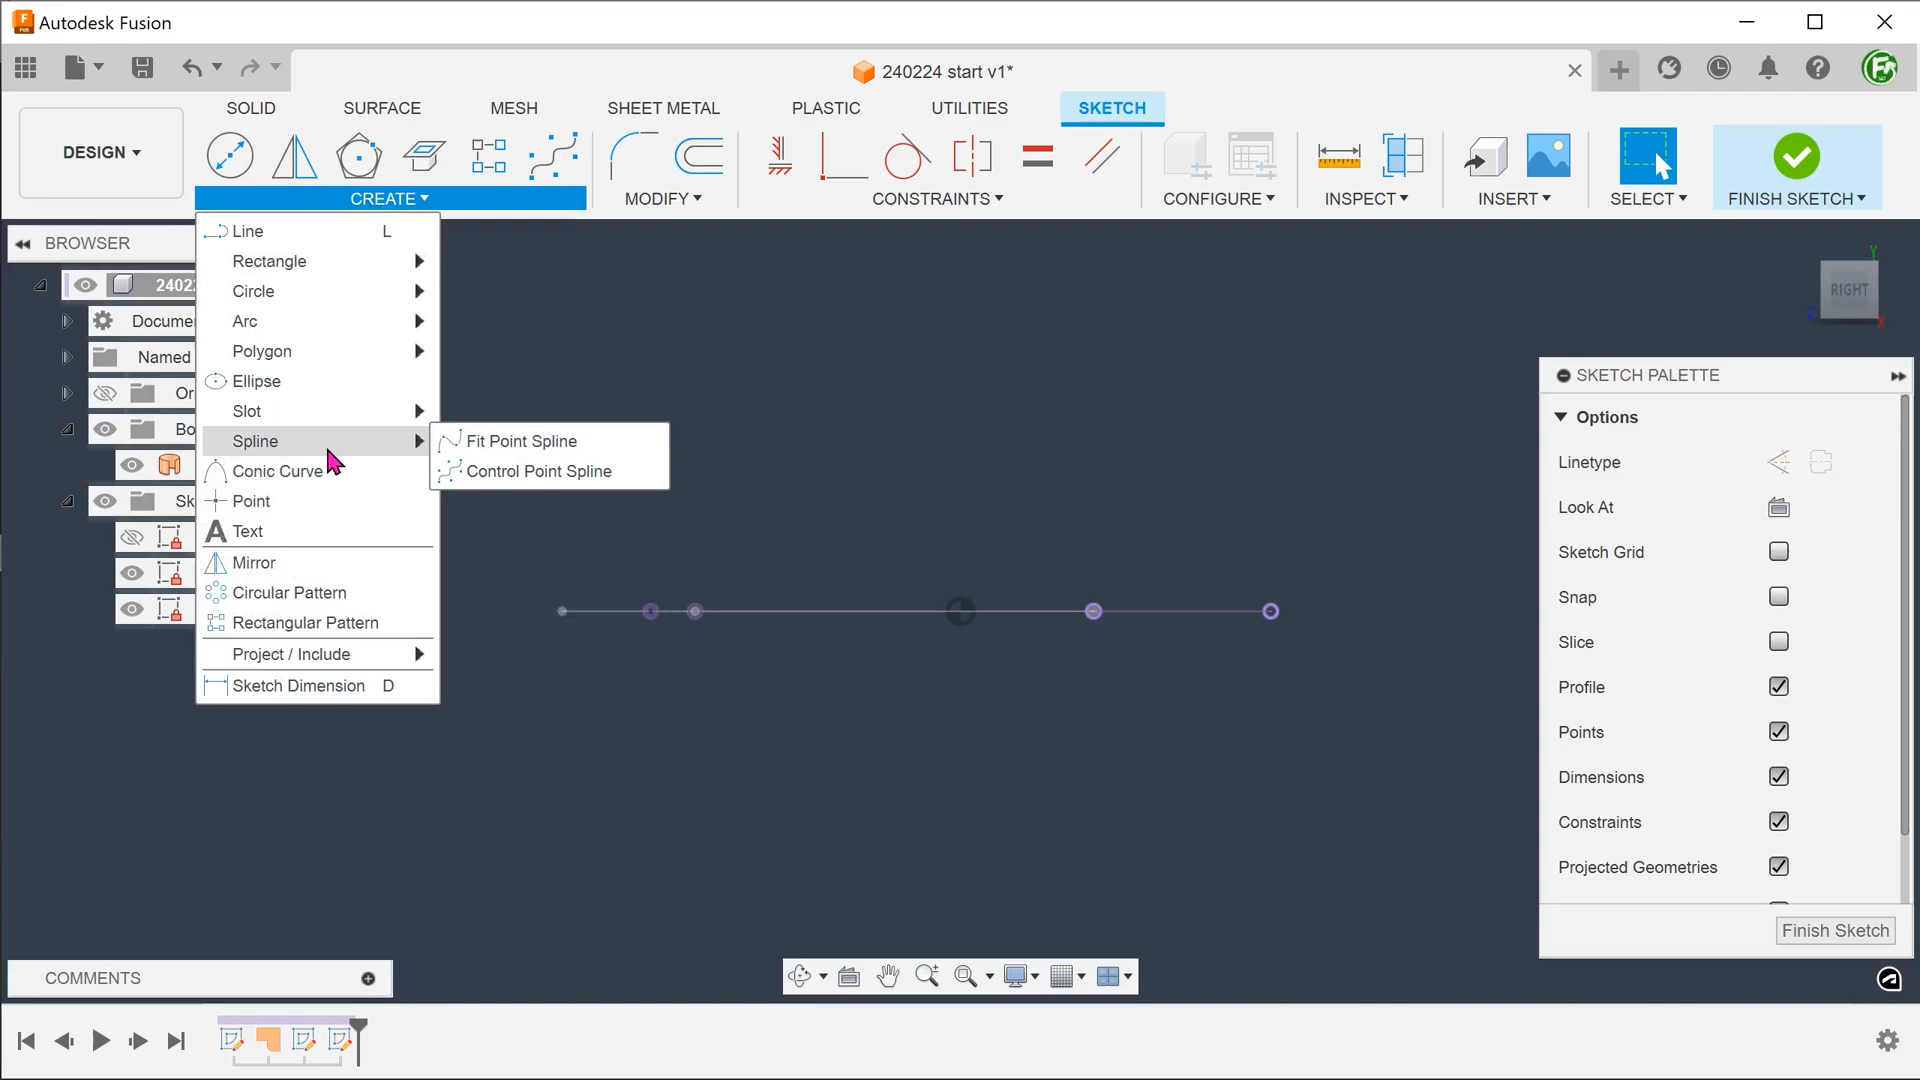 Autodesk Fusion
240224 start v1*
SOLID
SURFACE
MESH
SHEET METAL
PLASTIC
UTILITIES
SKETCH
DESIGN
CREATE
MODIFY
CONSTRAINTS
CONFIGURE
INSPECT
INSERT
SELECT
FINISH SKETCH
BROWSER
24022
Docume
Named
Or
Bo
Sk
Line L
Rectangle
Circle
Arc
Polygon
Ellipse
Slot
Spline
Conic Curve
Point
Text
Mirror
Circular Pattern
Rectangular Pattern
Project / Include
Sketch Dimension D
Fit Point Spline
Control Point Spline
Y
RIGHT
Z
X
SKETCH PALETTE
Options
Linetype
Look At
Sketch Grid
Snap
Slice
Profile
Points
Dimensions
Constraints
Projected Geometries
Finish Sketch
COMMENTS